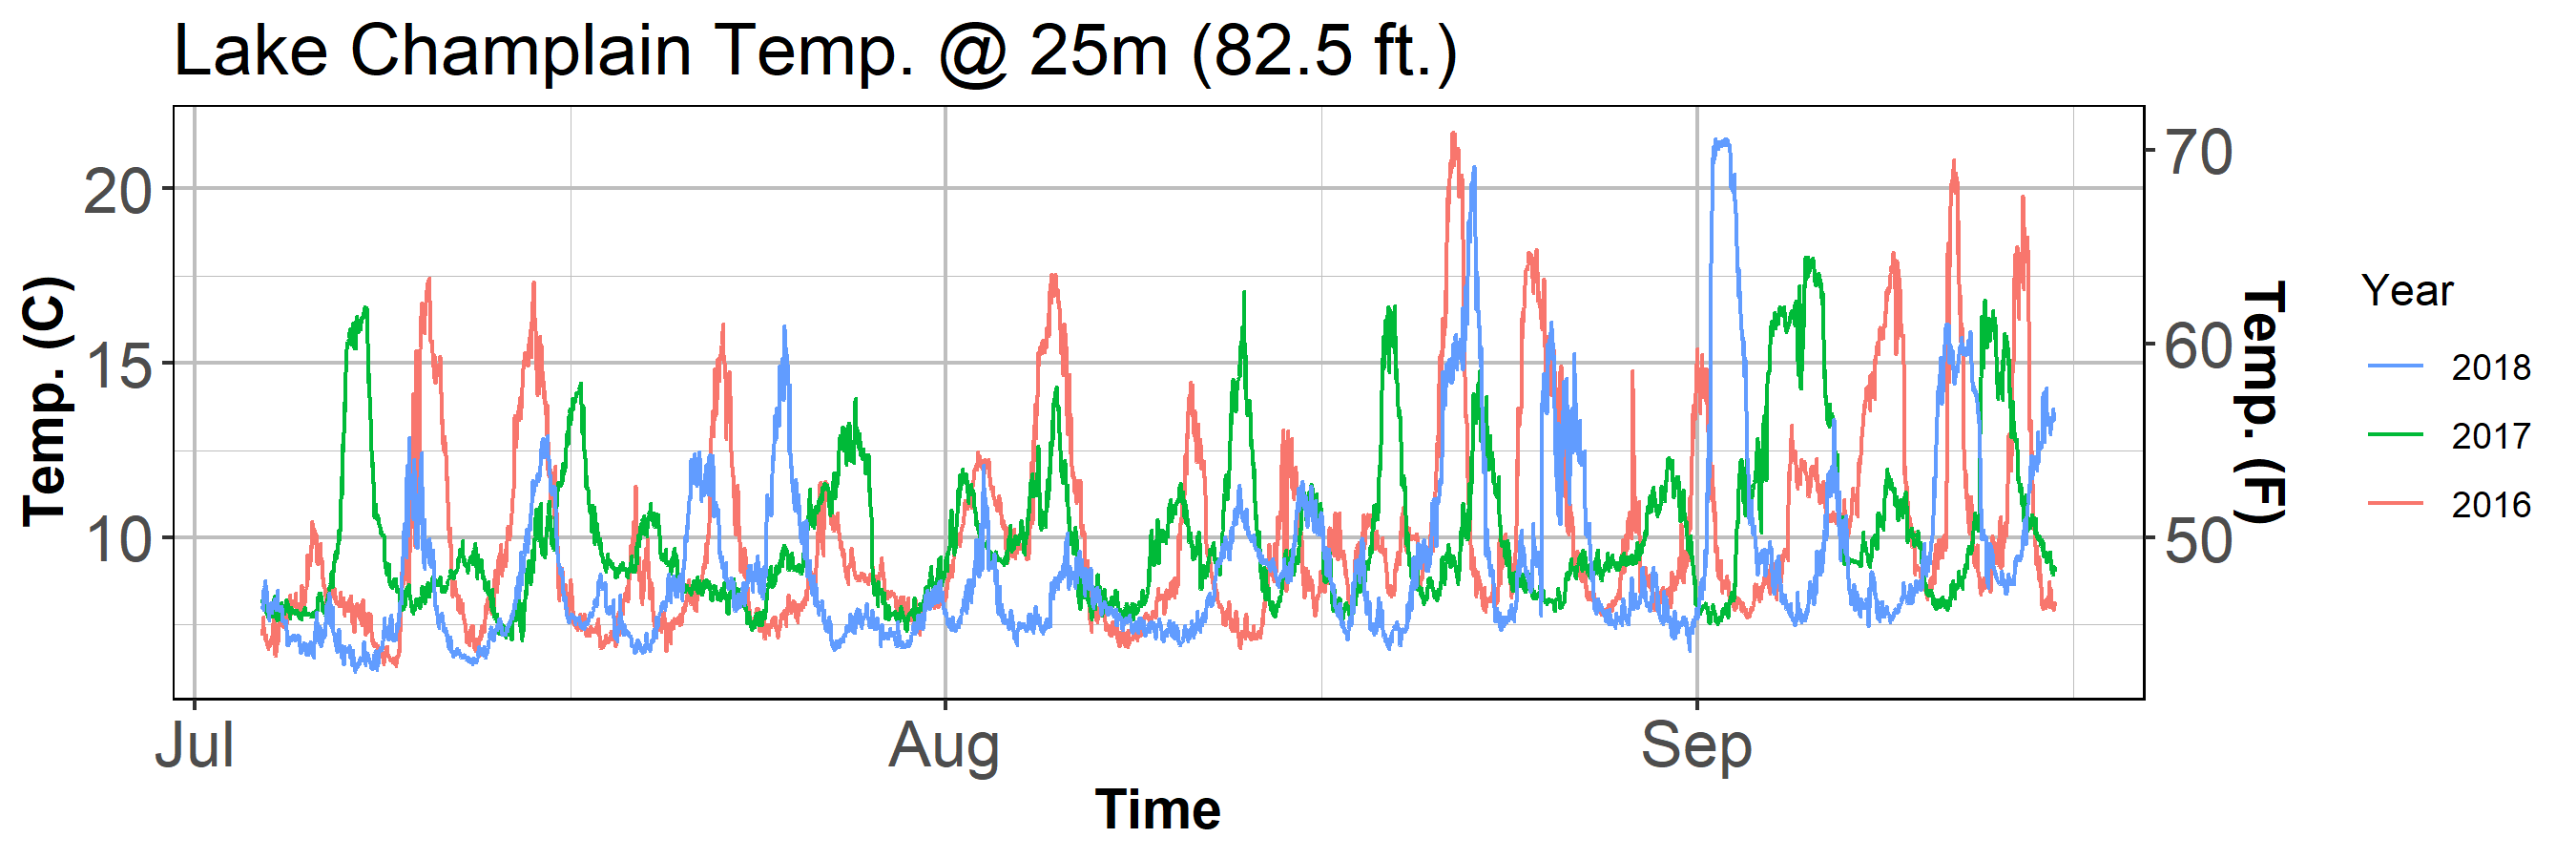 Lake Champlain Temp. @ 25m (82.5 ft.)
Temp. (C)
20
15
10
70
60
50
Temp. (F)
Jul
Aug
Sep
Time
Year
2018
2017
2016